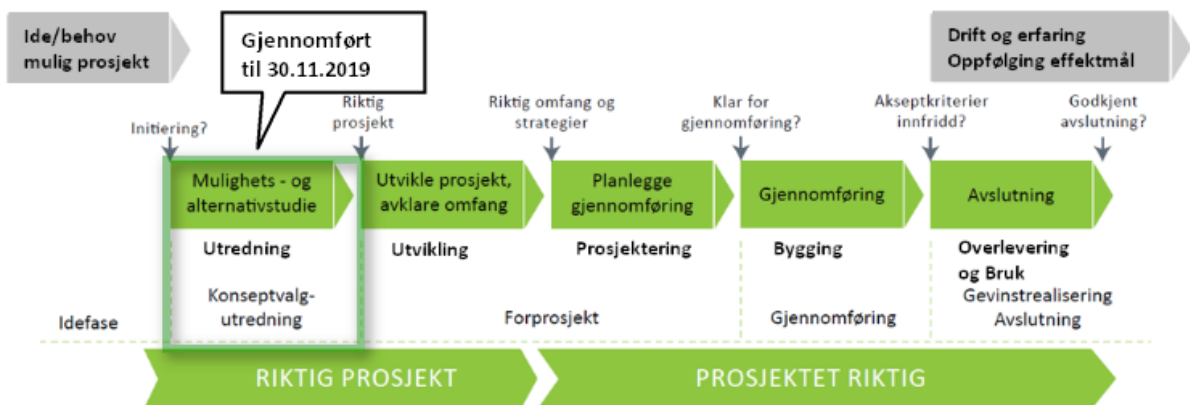 Ide/behov
mulig prosjekt
Gjennomført
til 30.11.2019
Drift og erfaring
Oppfølging effektmål
Initiering?
Riktig
prosjekt
Riktig omfang og
strategier
Klar for
gjennomføring?
Akseptkriterier
innfridd?
Godkjent
avslutning?
Mulighets - og
alternativstudie
Utvikle prosjekt,
avklare omfang
Planlegge
gjennomføring
Gjennomføring
Avslutning
Utredning
Utvikling
Prosjektering
Bygging
Overlevering
og Bruk
Idefase
Konseptvalg-
utredning
Forprosjekt
Gjennomføring
Gevinstrealisering
Avslutning
RIKTIG PROSJEKT
PROSJEKTET RIKTIG